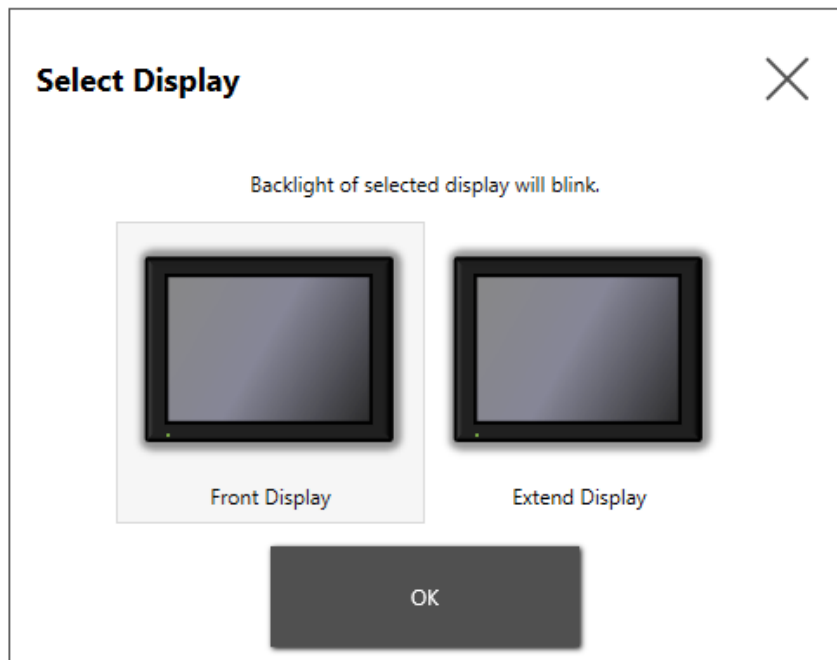 Select Display
Backlight of selected display will blink.
Front Display
Extend Display
OK